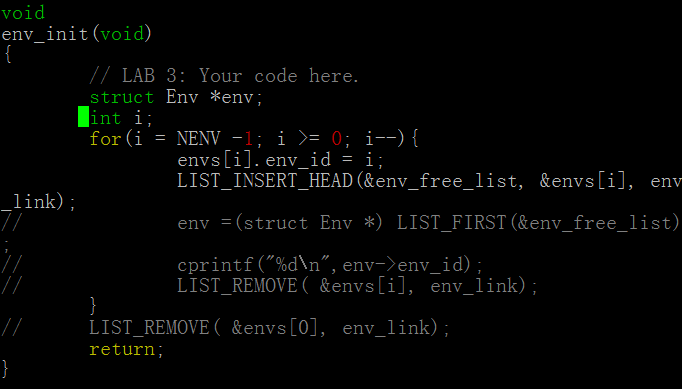 void
env_init(void)
{
        // LAB 3: Your code here.
        struct Env *env;
        int i;
        for(i = NENV -1; i >= 0; i--){
                envs[i].env_id = i;
                LIST_INSERT_HEAD(&env_free_list, &envs[i], env
_link);
//              env =(struct Env *) LIST_FIRST(&env_free_list)
;
//              cprintf("%d\n",env->env_id);
//              LIST_REMOVE( &envs[i], env_link);
        }
//      LIST_REMOVE( &envs[0], env_link);
        return;
}